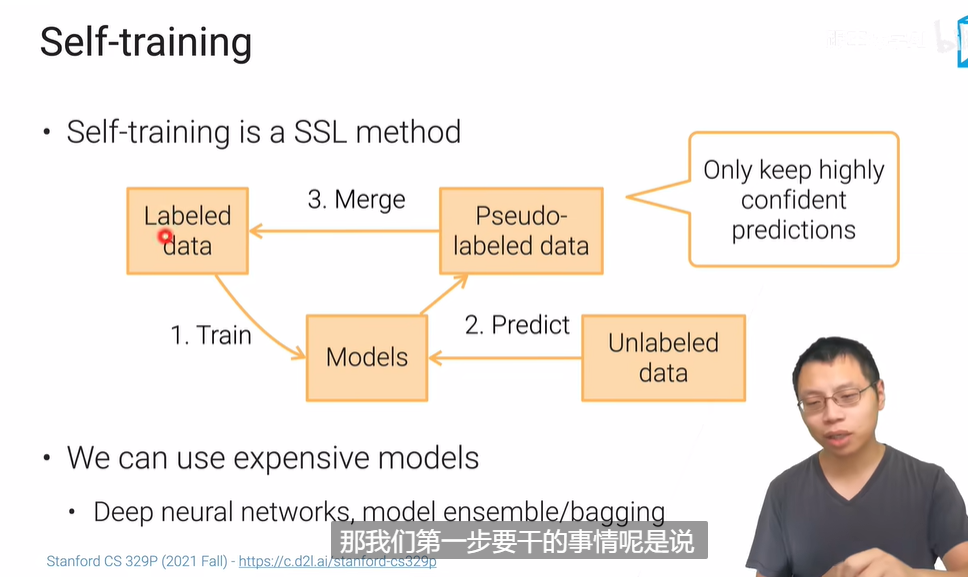 Self-training
• Self-training is a SSL method
Labeled
data
3. Merge
Pseudo-
labeled data
Only keep highly
confident
predictions
1. Train
Models
2. Predict
Unlabeled
data
• We can use expensive models
• Deep neural networks, model ensemble/bagging
那我们第一步要干的事情呢是说
Stanford CS 329P (2021 Fall) - https://c.d2l.ai/stanford-cs329p